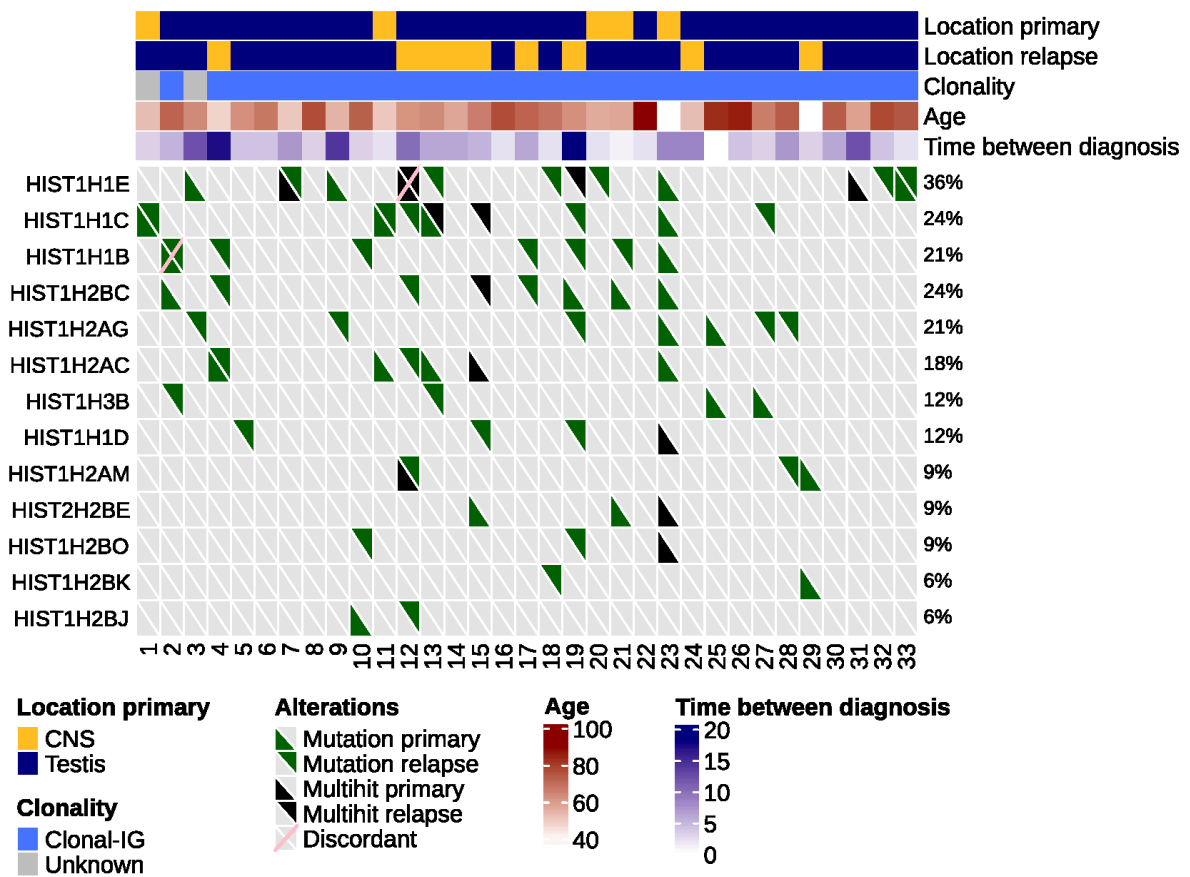 Location primary
Location relapse
Clonality
Age
Time between diagnosis
HIST1H1E 36%
HIST1H1C 24%
HIST1H1B 21%
HIST1H2BC 24%
HIST1H2AG 21%
HIST1H2AC 18%
HIST1H3B 12%
HIST1H1D 12%
HIST1H2AM 9%
HIST2H2BE 9%
HIST1H2BO 9%
HIST1H2BK 6%
HIST1H2BJ 6%
1 2 3 4 5 6 7 8 9 10 11 12 13 14 15 16 17 18 19 20 21 22 23 24 25 26 27 28 29 30 31 32 33
Location primary
CNS
Testis
Clonality
Clonal-IG
Unknown
Alterations
Mutation primary
Mutation relapse
Multihit primary
Multihit relapse
Discordant
Age
100
80
60
40
Time between diagnosis
20
15
10
5
0